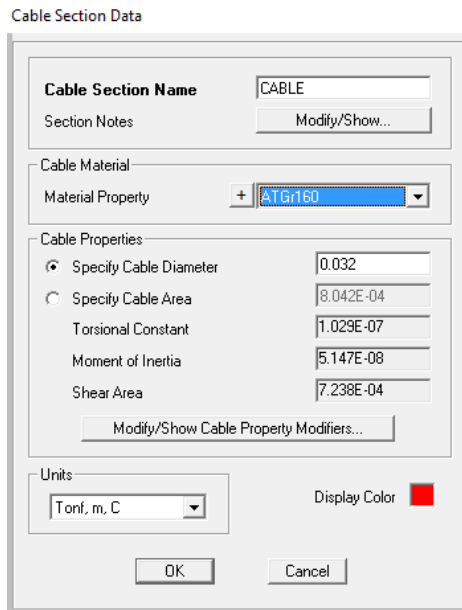 Cable Section Data
Cable Section Name CABLE
Section Notes Modify/Show...
Cable Material
Material Property + ATGr160
Cable Properties
Specify Cable Diameter 0.032
Specify Cable Area 8.042E-04
Torsional Constant 1.029E-07
Moment of Inertia 5.147E-08
Shear Area 7.238E-04
Modify/Show Cable Property Modifiers...
Units
Tonf, m, C
Display Color
OK Cancel